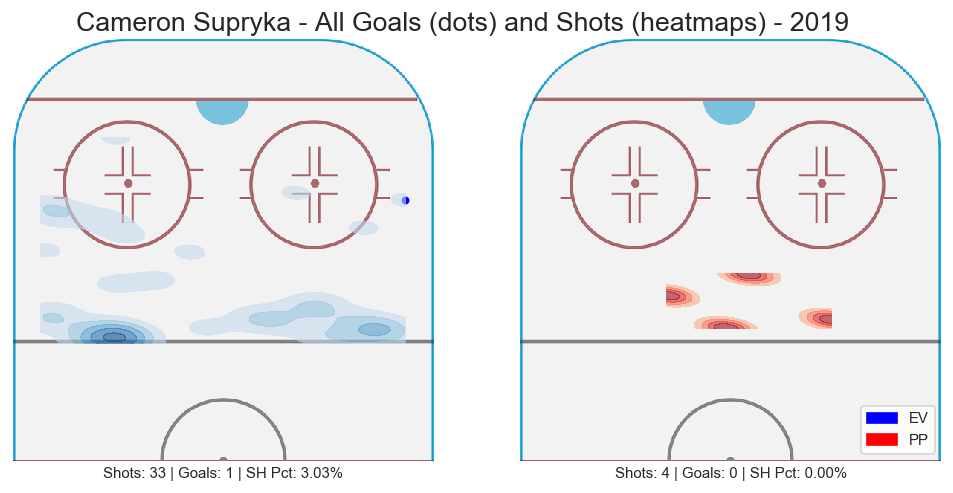 Cameron Supryka - All Goals (dots) and Shots (heatmaps) - 2019
EV
PP
Shots: 33 | Goals: 1 | SH Pct: 3.03%
Shots: 4 | Goals: 0 | SH Pct: 0.00%